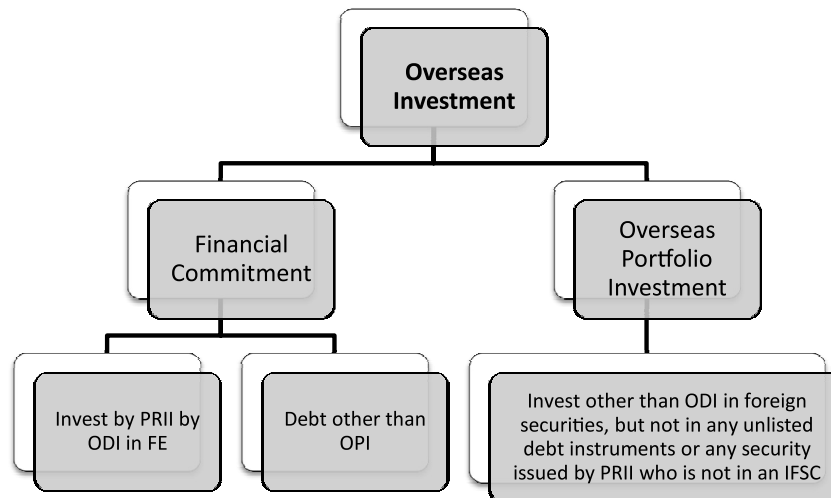 Overseas
Investment
Financial
Commitment
Overseas
Portfolio
Investment
Invest by PRII by
ODI in FE
Debt other than
OPI
Invest other than ODI in foreign
securities, but not in any unlisted
debt instruments or any security
issued by PRII who is not in an IFSC